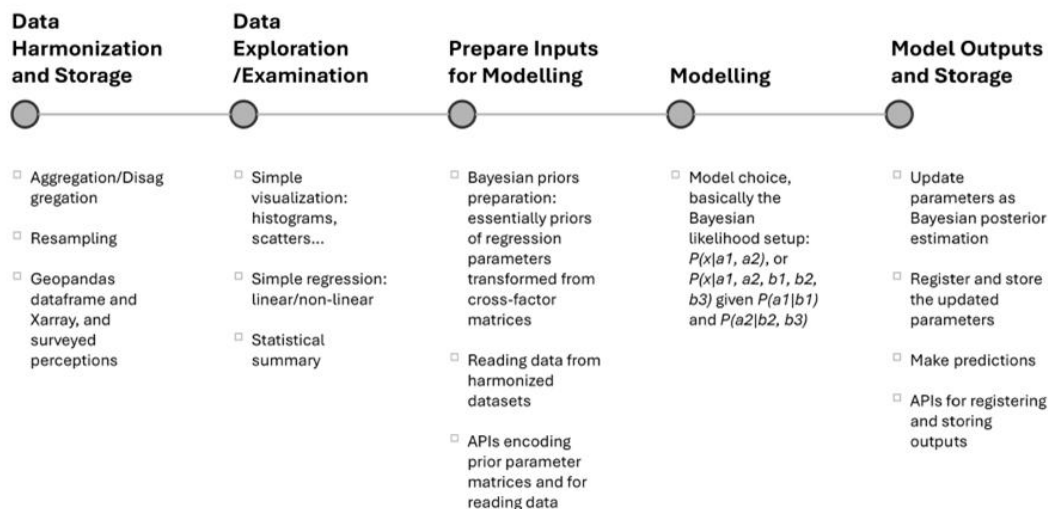 Data
Harmonization
and Storage
Aggregation/Disag
gregation
Resampling
Geopandas
dataframe and
Xarray, and
surveyed
perceptions
Data
Exploration
/Examination
Simple
visualization:
histograms,
scatters...
Simple regression:
linear/non-linear
Statistical
summary
Prepare Inputs
for Modelling
Bayesian priors
preparation:
essentially priors
of regression
parameters
transformed from
cross-factor
matrices
Reading data from
harmonized
datasets
APIs encoding
prior parameter
matrices and for
reading data
Modelling
Model choice,
basically the
Bayesian
likelihood setup:
P(x|a1, a2), or
P(x|a1, a2, b1, b2,
b3) given P(a1|b1)
and P(a2|b2, b3)
Model Outputs
and Storage
Update
parameters as
Bayesian posterior
estimation
Register and store
the updated
parameters
Make predictions
APIs for registering
and storing
outputs